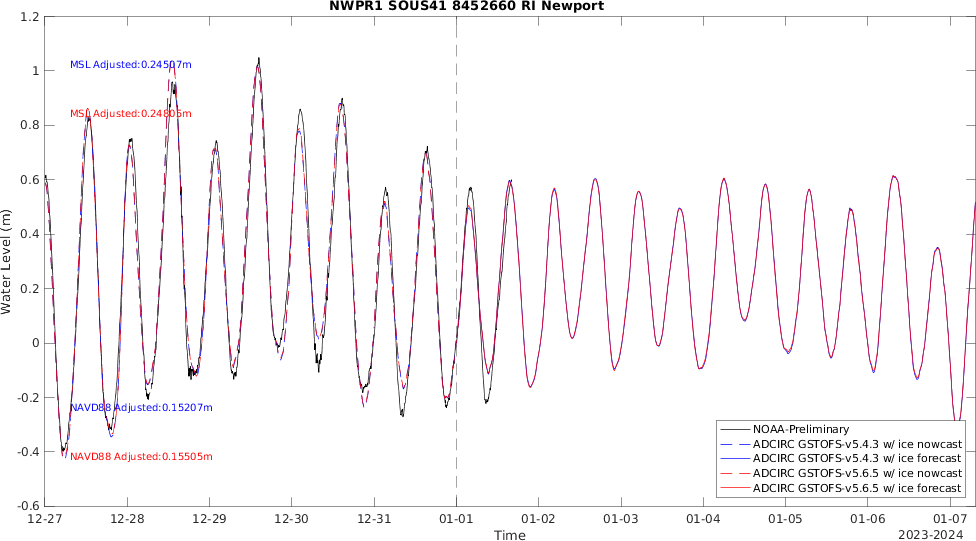 NWPR1 SOUS41 8452660 RI Newport
1.2
1
0.8
0.6
0.4
0.2
0
-0.2
-0.4
-0.6
Water Level (m)
MSL Adjusted:0.24507m
MSL Adjusted:0.24805m
NAVD88 Adjusted:0.15207m
NAVD88 Adjusted:0.15505m
NOAA-Preliminary
ADCIRC GSTOFS-v5.4.3 w/ ice nowcast
ADCIRC GSTOFS-v5.4.3 w/ ice forecast
ADCIRC GSTOFS-v5.6.5 w/ ice nowcast
ADCIRC GSTOFS-v5.6.5 w/ ice forecast
12-27 12-28 12-29 12-30 12-31 01-01 01-02 01-03 01-04 01-05 01-06 01-07
Time
2023-2024